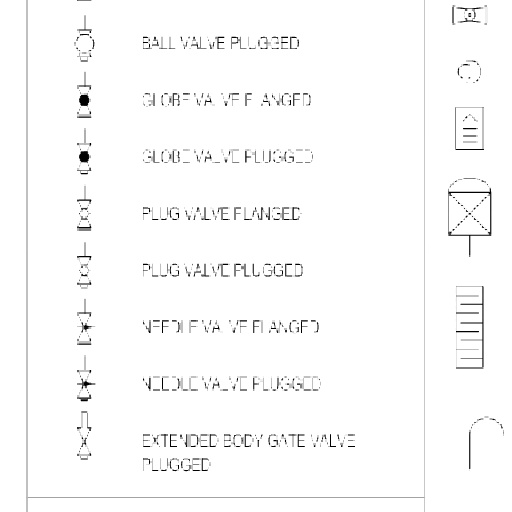 BALL VALVE PLUGGED
GLOBE VALVE FLANGED
GLOBE VALVE PLUGGED
PLUG VALVE FLANGED
PLUG VALVE PLUGGED
NEEDLE VALVE FLANGED
NEEDLE VALVE PLUGGED
EXTENDED BODY GATE VALVE
PLUGGED